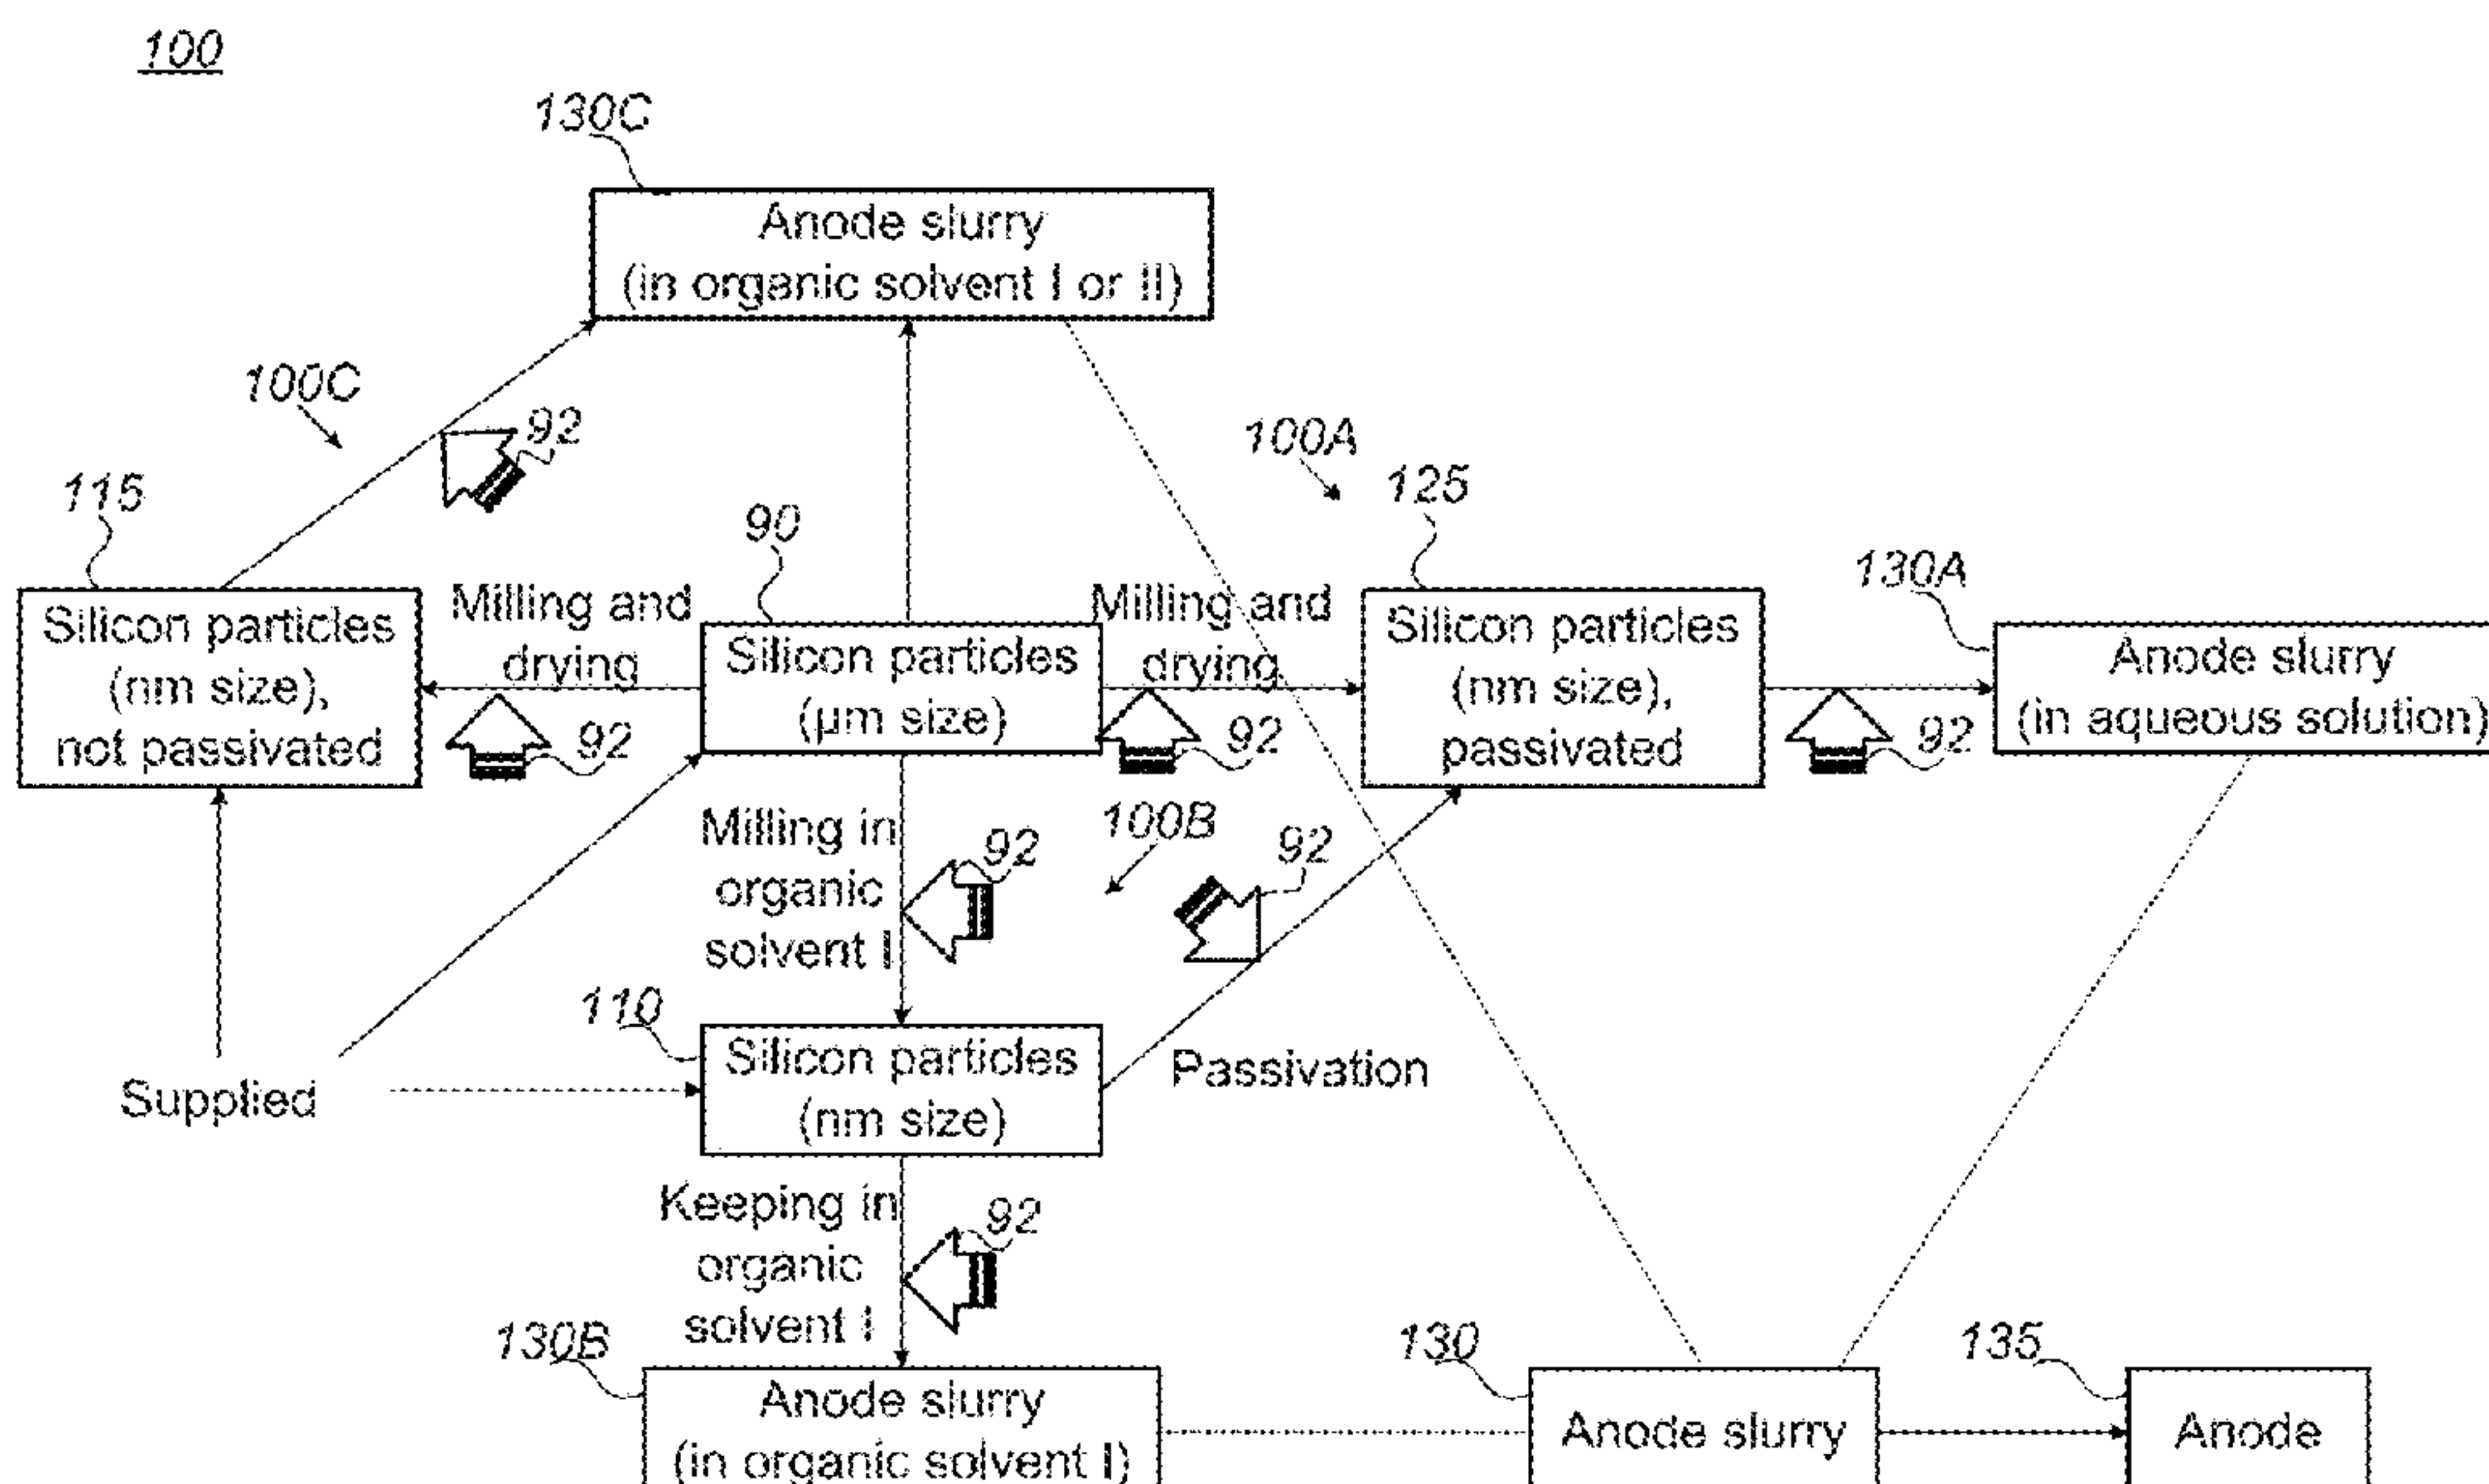 100
130C
Anode slurry
(in organic solvent I or II)
100C
92
100A
125
115
90
130A
Silicon particles
(nm size),
not passivated
Milling and
drying
92
Silicon particles
(µm size)
Milling and
drying
92
Silicon particles
(nm size),
passivated
92
Anode slurry
(in aqueous solution)
Milling in
organic
solvent I
92
100B
92
110
Supplied
Silicon particles
(nm size)
Passivation
Keeping in
organic
solvent I
92
130B
Anode slurry
(in organic solvent I)
130
Anode slurry
135
Anode